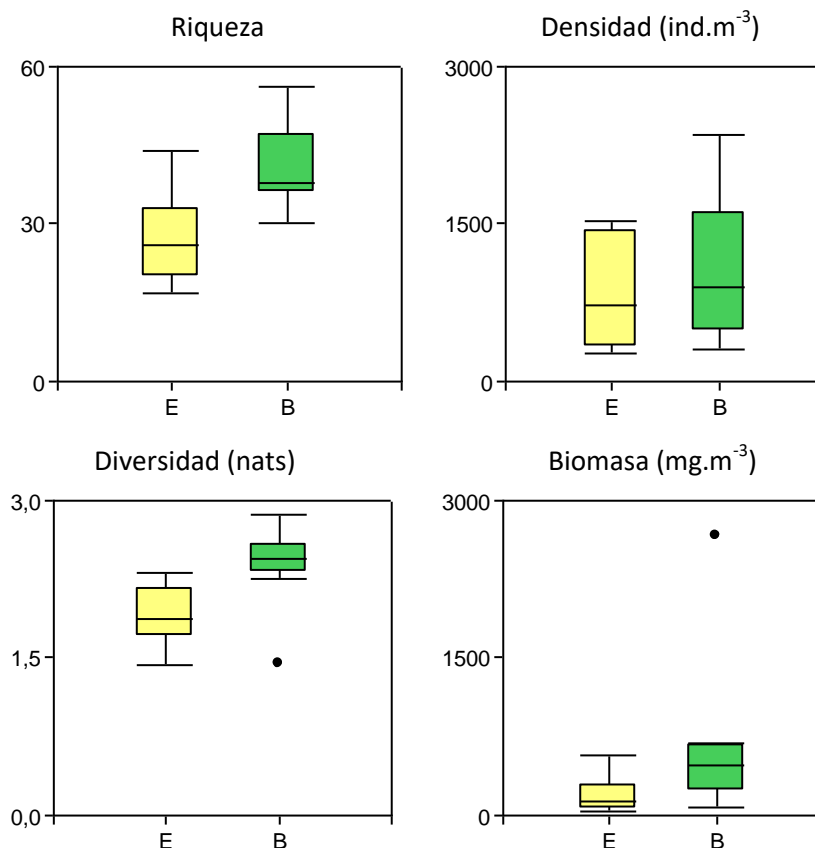 Riqueza
60
30
0
E B
Densidad (ind.m⁻³)
3000
1500
0
E B
Diversidad (nats)
3,0
1,5
0,0
E B
Biomasa (mg.m⁻³)
3000
1500
0
E B